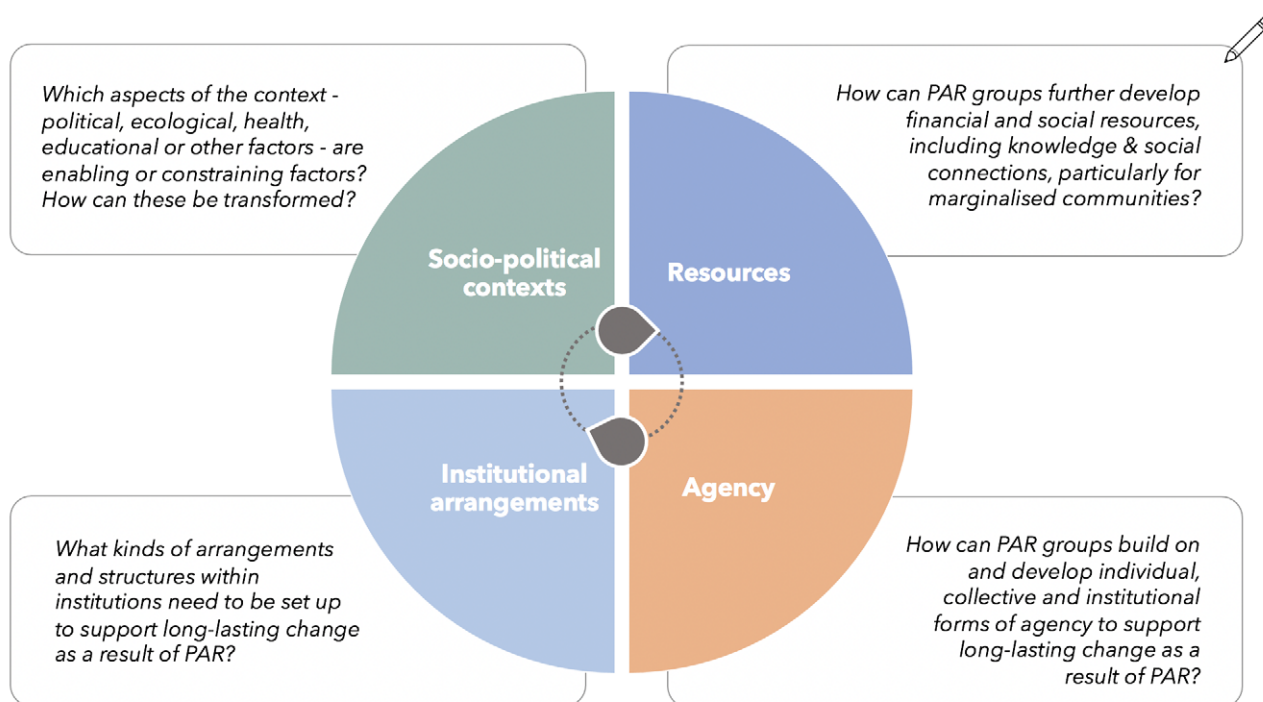 Which aspects of the context -
political, ecological, health,
educational or other factors - are
enabling or constraining factors?
How can these be transformed?
How can PAR groups further develop
financial and social resources,
including knowledge & social
connections, particularly for
marginalised communities?
Socio-political
contexts
Resources
Institutional
arrangements
Agency
What kinds of arrangements
and structures within
institutions need to be set up
to support long-lasting change
as a result of PAR?
How can PAR groups build on
and develop individual,
collective and institutional
forms of agency to support
long-lasting change as a
result of PAR?